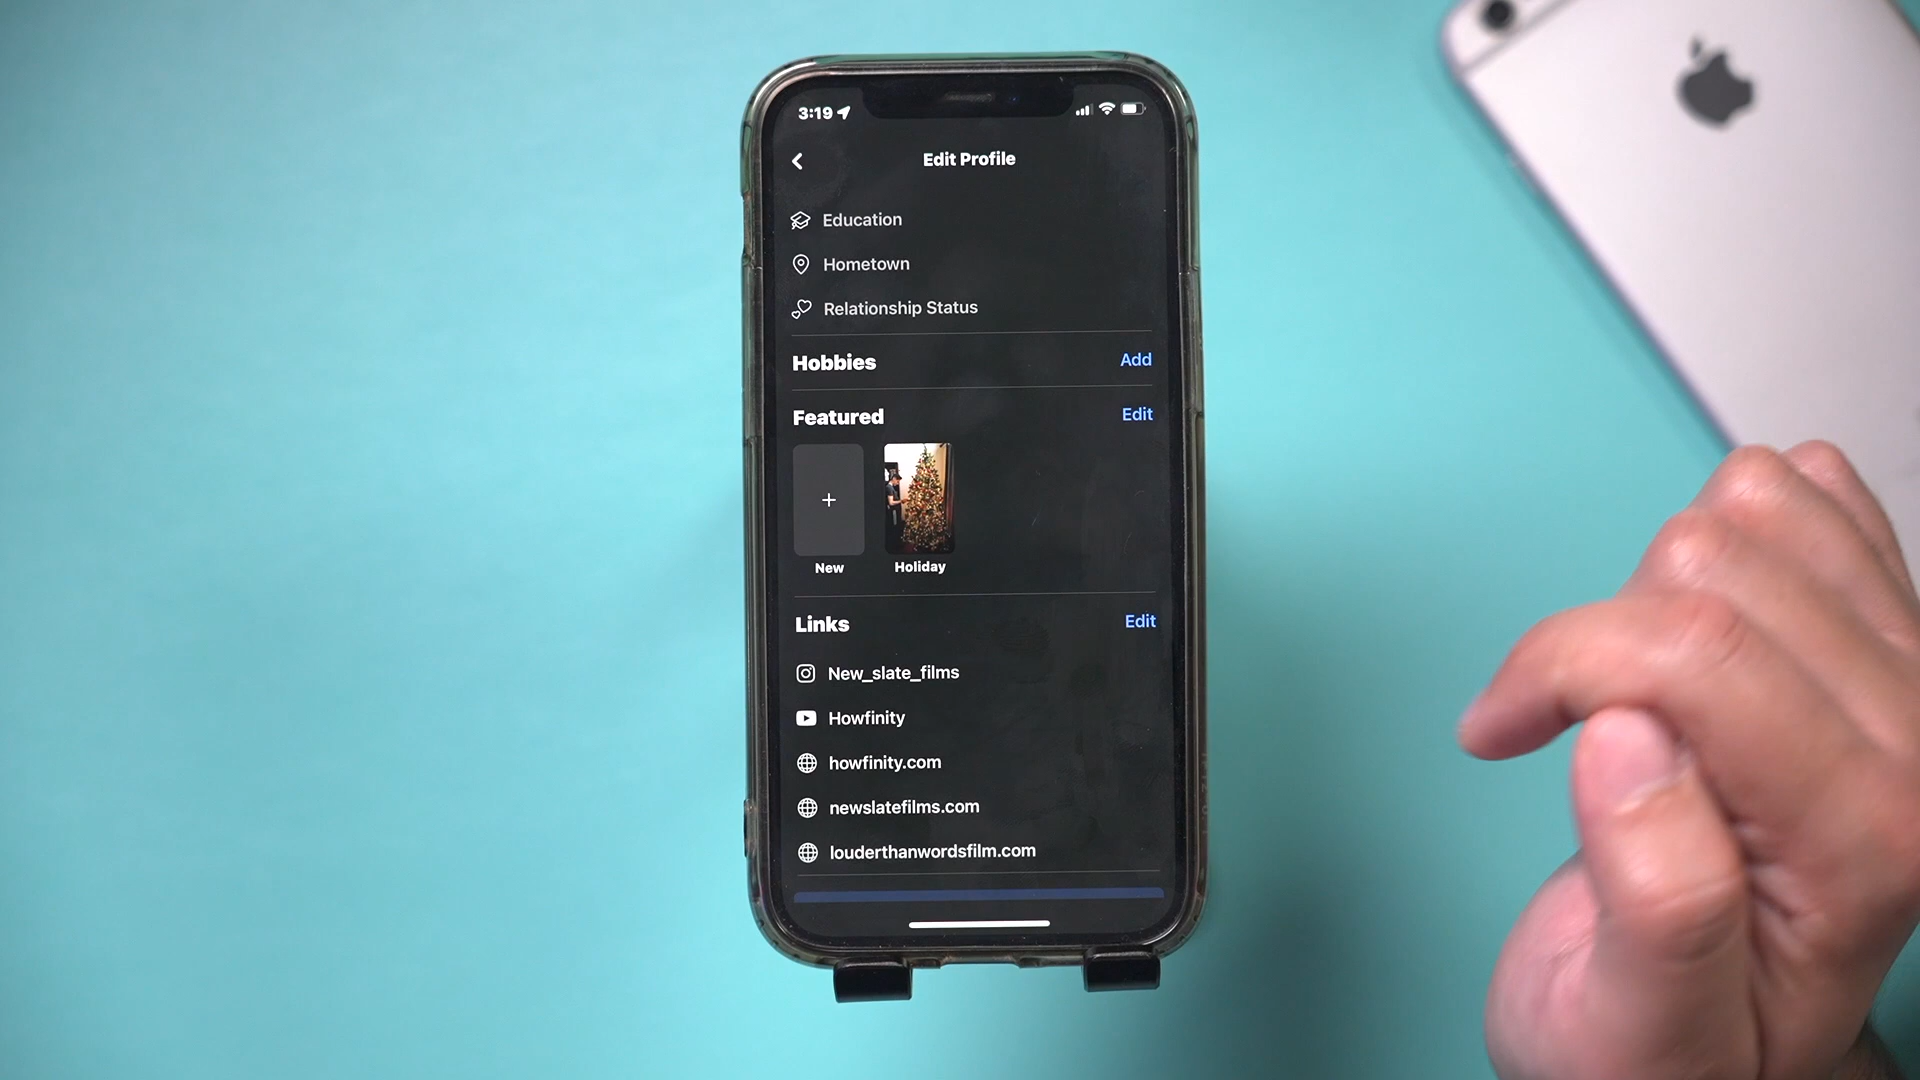 3:19
Edit Profile
Education
Hometown
Relationship Status
Hobbies Add
Featured Edit
New Holiday
Links Edit
New_slate_films
Howfinity
howfinity.com
newslatefilms.com
louderthanwordsfilm.com